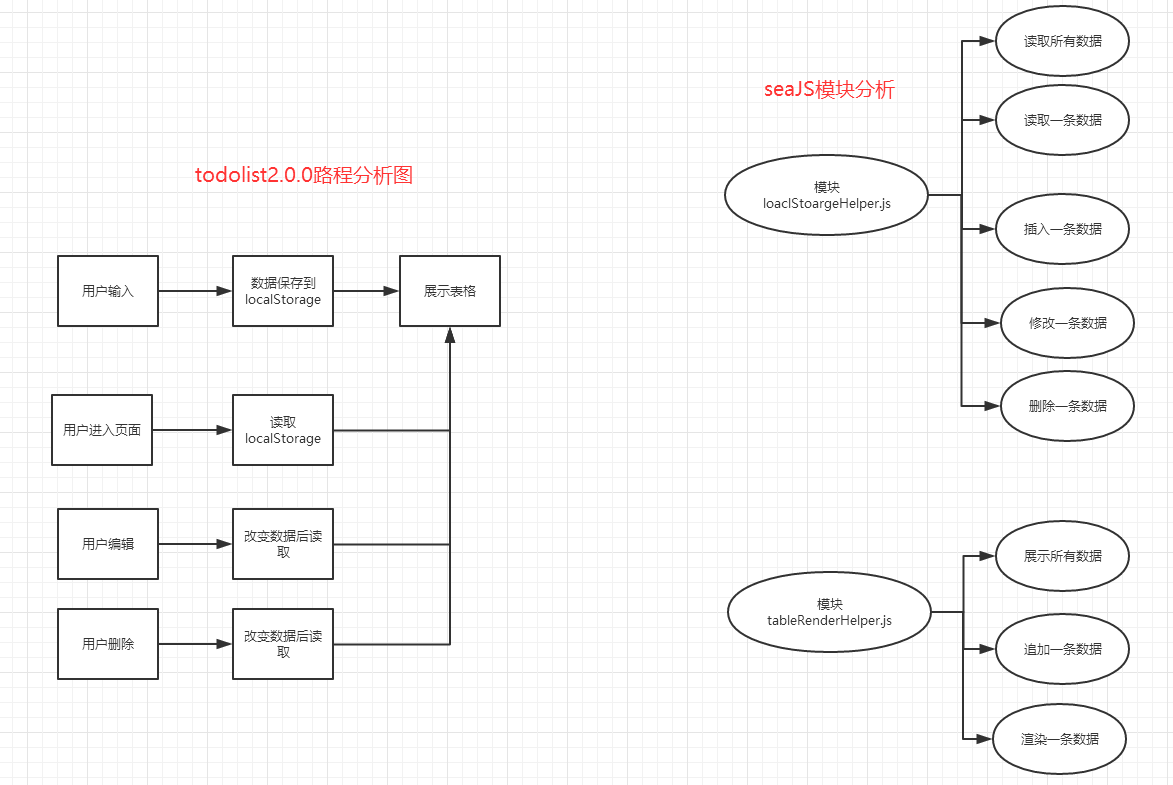 todolist2.0.0路程分析图
用户输入
数据保存到
localStorage
展示表格
用户进入页面
读取
localStorage
用户编辑
改变数据后读
取
用户删除
改变数据后读
取
seaJS模块分析
模块
loaclStoargeHelper.js
读取所有数据
读取一条数据
插入一条数据
修改一条数据
删除一条数据
模块
tableRenderHelper.js
展示所有数据
追加一条数据
渲染一条数据